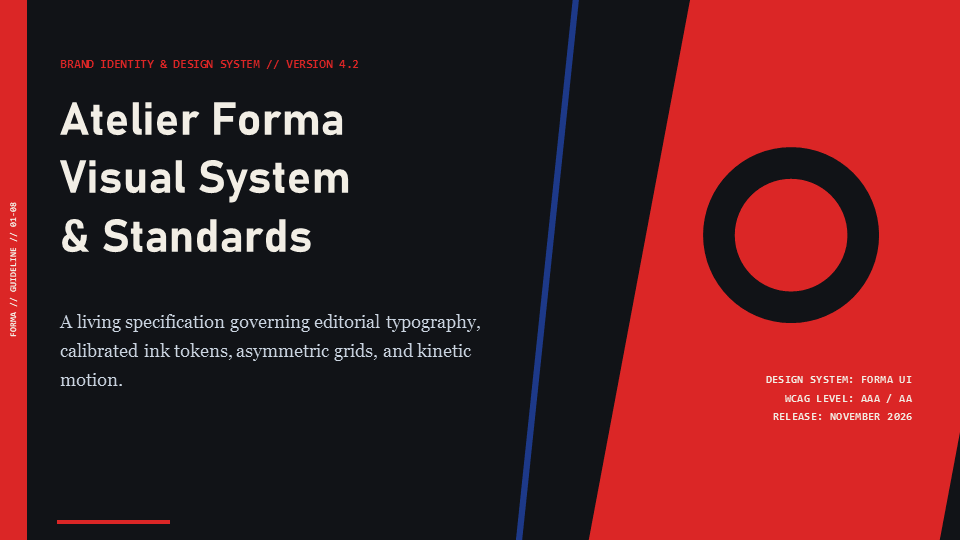 BRAND IDENTITY & DESIGN SYSTEM // VERSION 4.2
Atelier Forma
Visual System
& Standards
A living specification governing editorial typography,
calibrated ink tokens, asymmetric grids, and kinetic
motion.
FORMA // GUIDELINE // 01-08
DESIGN SYSTEM: FORMA UI
WCAG LEVEL: AAA / AA
RELEASE: NOVEMBER 2026